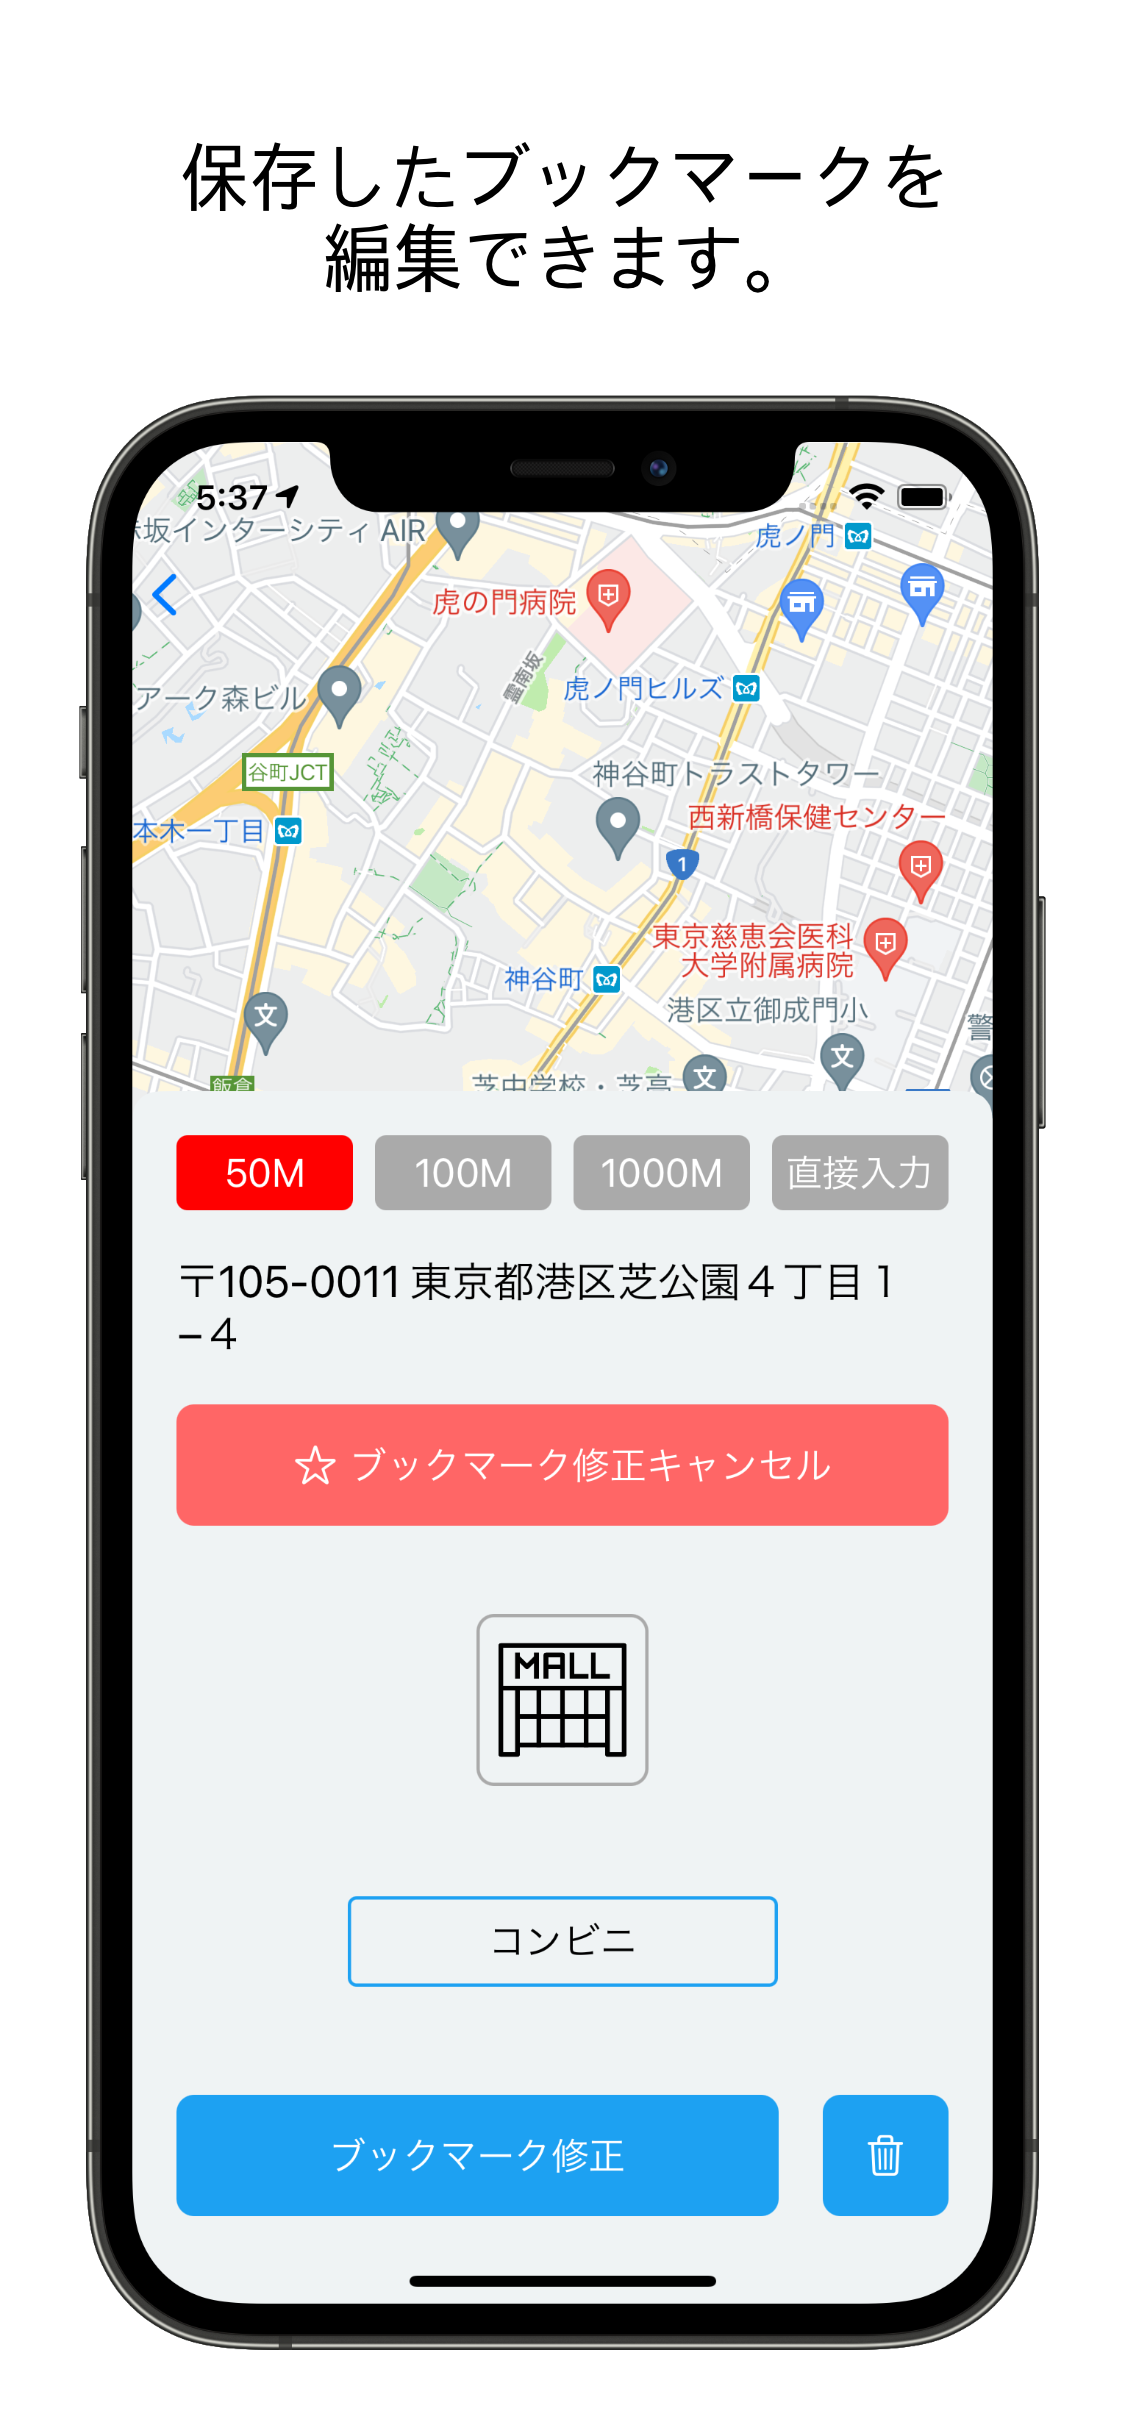 保存したブックマークを
編集できます。
5:37
坂インターシティ AIR
虎ノ門
虎の門病院
霊南坂
虎ノ門ヒルズ
アーク森ビル
谷町JCT
神谷町トラストタワー
西新橋保健センター
本木一丁目
1
東京慈恵会医科
大学附属病院
神谷町
港区立御成門小
文
警
文
飯倉
芝中学校・芝高
文
50M
100M
1000M
直接入力
〒105-0011 東京都港区芝公園４丁目１
−４
ブックマーク修正キャンセル
MALL
コンビニ
ブックマーク修正